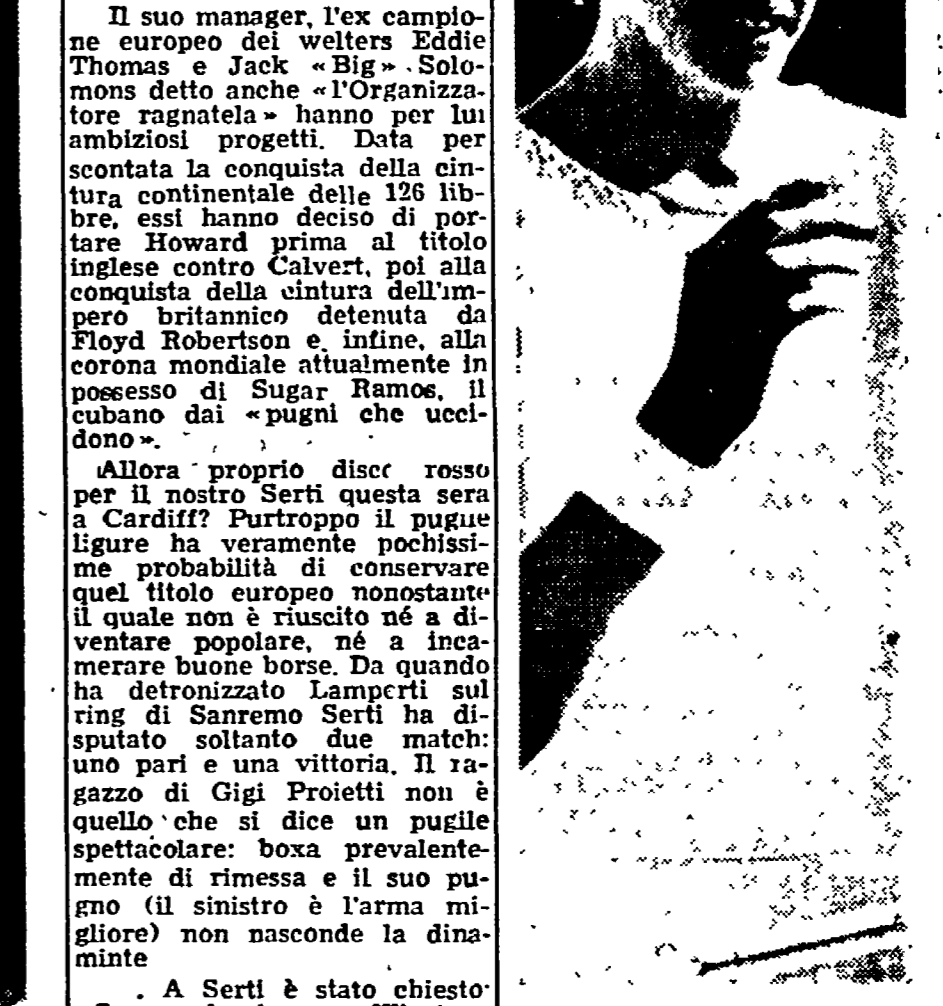 Il suo manager, l'ex campio-
ne europeo dei welters Eddie
Thomas e Jack «Big» Solo-
mons detto anche «l'Organizza-
tore ragnatela» hanno per lui
ambiziosi progetti. Data per
scontata la conquista della cin-
tura continentale delle 126 lib-
bre, essi hanno deciso di por-
tare Howard prima al titolo
inglese contro Calvert, poi alla
conquista della cintura dell'im-
pero britannico detenuta da
Floyd Robertson e, infine, alla
corona mondiale attualmente in
possesso di Sugar Ramos, il
cubano dai «pugni che ucci-
dono».
Allora proprio disco rosso
per il nostro Serti questa sera
a Cardiff? Purtroppo il pugile
ligure ha veramente pochissi-
me probabilità di conservare
quel titolo europeo nonostante
il quale non è riuscito né a di-
ventare popolare, né a inca-
merare buone borse. Da quando
ha detronizzato Lamperti sul
ring di Sanremo Serti ha di-
sputato soltanto due match:
uno pari e una vittoria. Il ra-
gazzo di Gigi Proietti non è
quello che si dice un pugile
spettacolare: boxa prevalente-
mente di rimessa e il suo pu-
gno (il sinistro è l'arma mi-
gliore) non nasconde la dina-
minte
. A Serti è stato chiesto